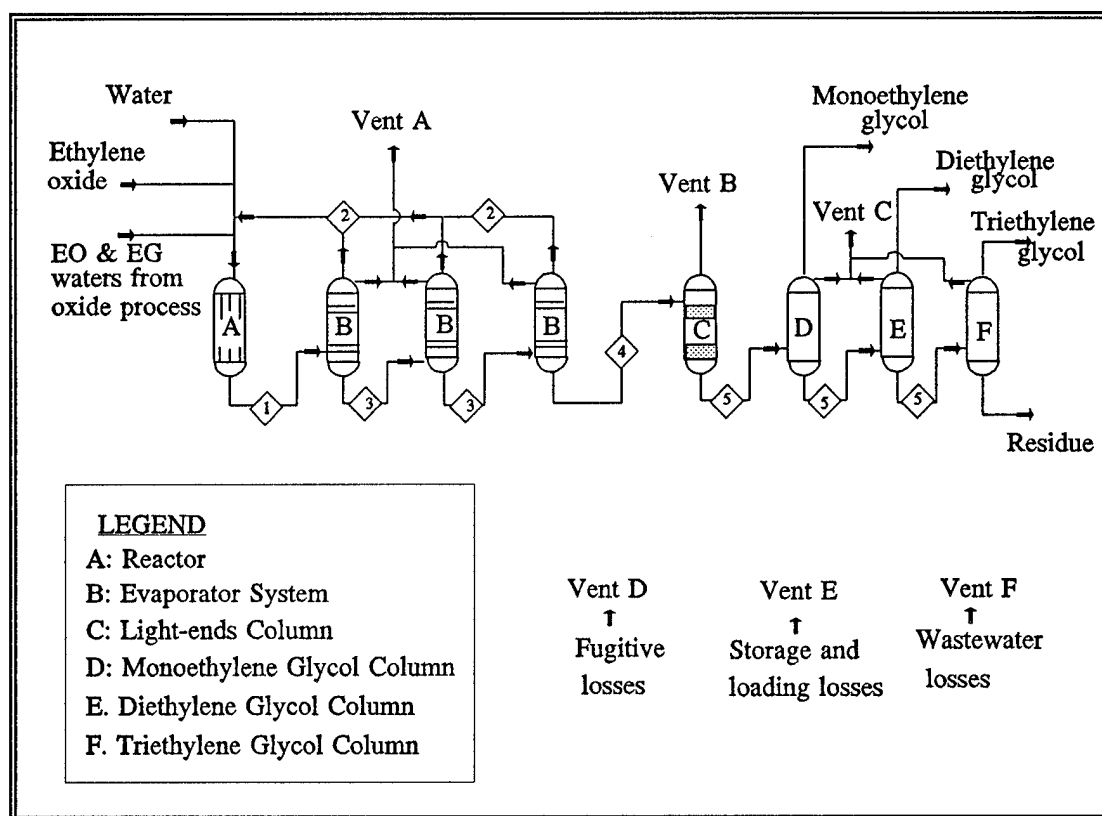 Water
Ethylene
oxide
EO & EG
waters from
oxide process
Vent A
Vent B
Monoethylene
glycol
Diethylene
glycol
Vent C
Triethylene
glycol
2
2
A
B
B
B
C
D
E
F
1
3
3
4
5
5
5
Residue
LEGEND
A: Reactor
B: Evaporator System
C: Light-ends Column
D: Monoethylene Glycol Column
E. Diethylene Glycol Column
F. Triethylene Glycol Column
Vent D
Fugitive
losses
Vent E
Storage and
loading losses
Vent F
Wastewater
losses